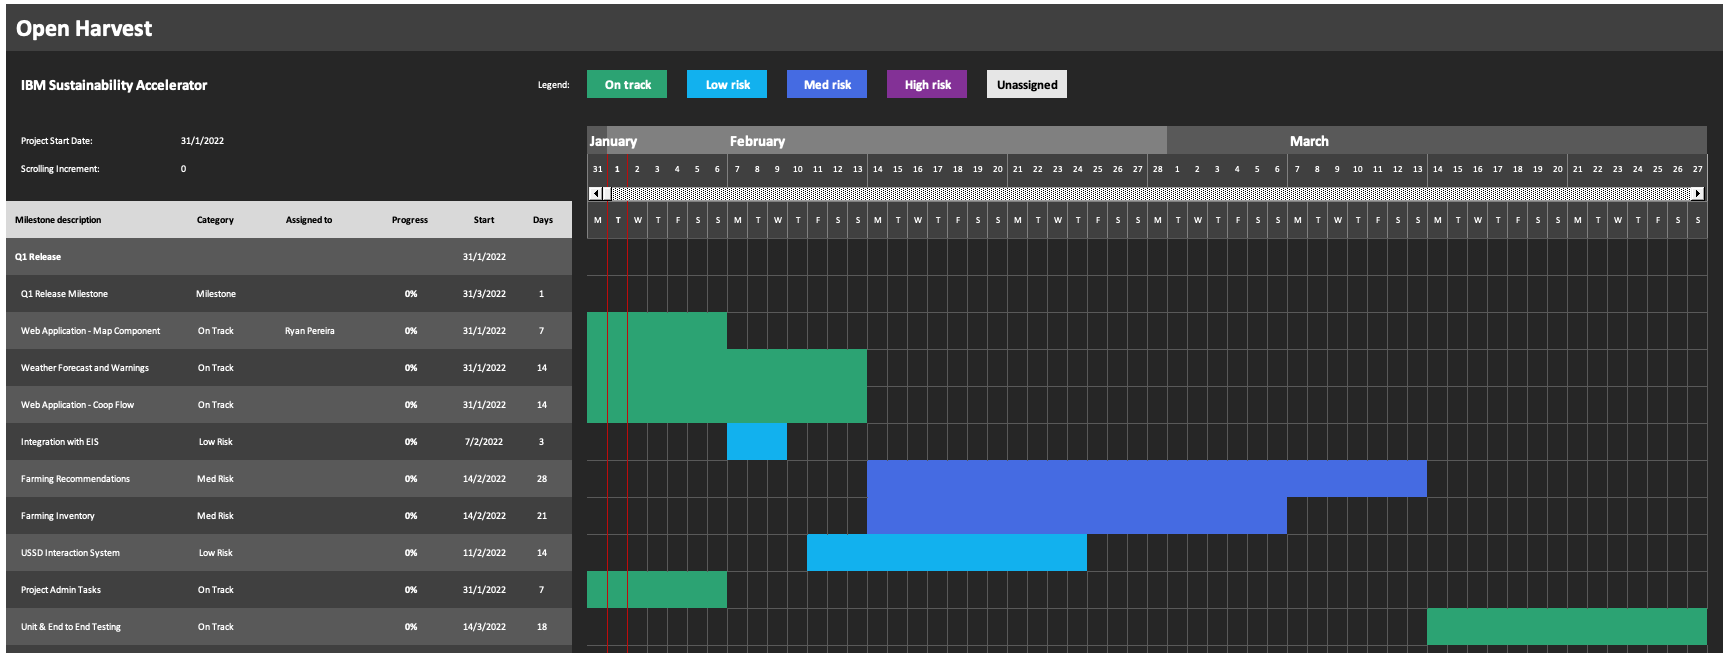 Open Harvest
IBM Sustainability Accelerator
Legend: On track Low risk Med risk High risk Unassigned
Project Start Date: 31/1/2022
January February March
Scrolling Increment: 0
31 1 2 3 4 5 6 7 8 9 10 11 12 13 14 15 16 17 18 19 20 21 22 23 24 25 26 27 28 1 2 3 4 5 6 7 8 9 10 11 12 13 14 15 16 17 18 19 20 21 22 23 24 25 26 27
Milestone description Category Assigned to Progress Start Days
M T W T F S S M T W T F S S M T W T F S S M T W T F S S M T W T F S S M T W T F S S M T W T F S S M T W T F S S
Q1 Release 31/1/2022
Q1 Release Milestone Milestone 0% 31/3/2022 1
Web Application - Map Component On Track Ryan Pereira 0% 31/1/2022 7
Weather Forecast and Warnings On Track 0% 31/1/2022 14
Web Application - Coop Flow On Track 0% 31/1/2022 14
Integration with EIS Low Risk 0% 7/2/2022 3
Farming Recommendations Med Risk 0% 14/2/2022 28
Farming Inventory Med Risk 0% 14/2/2022 21
USSD Interaction System Low Risk 0% 11/2/2022 14
Project Admin Tasks On Track 0% 31/1/2022 7
Unit & End to End Testing On Track 0% 14/3/2022 18